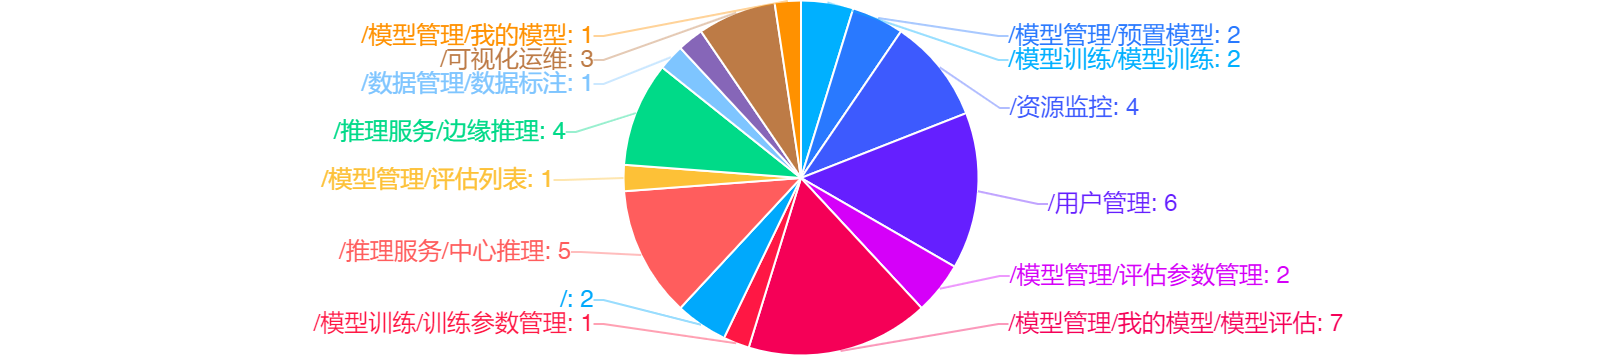 /模型管理/我的模型: 1
/可视化运维: 3
/数据管理/数据标注: 1
/推理服务/边缘推理: 4
/模型管理/评估列表: 1
/推理服务/中心推理: 5
/: 2
/模型训练/训练参数管理: 1
/模型管理/预置模型: 2
/模型训练/模型训练: 2
/资源监控: 4
/用户管理: 6
/模型管理/评估参数管理: 2
/模型管理/我的模型/模型评估: 7